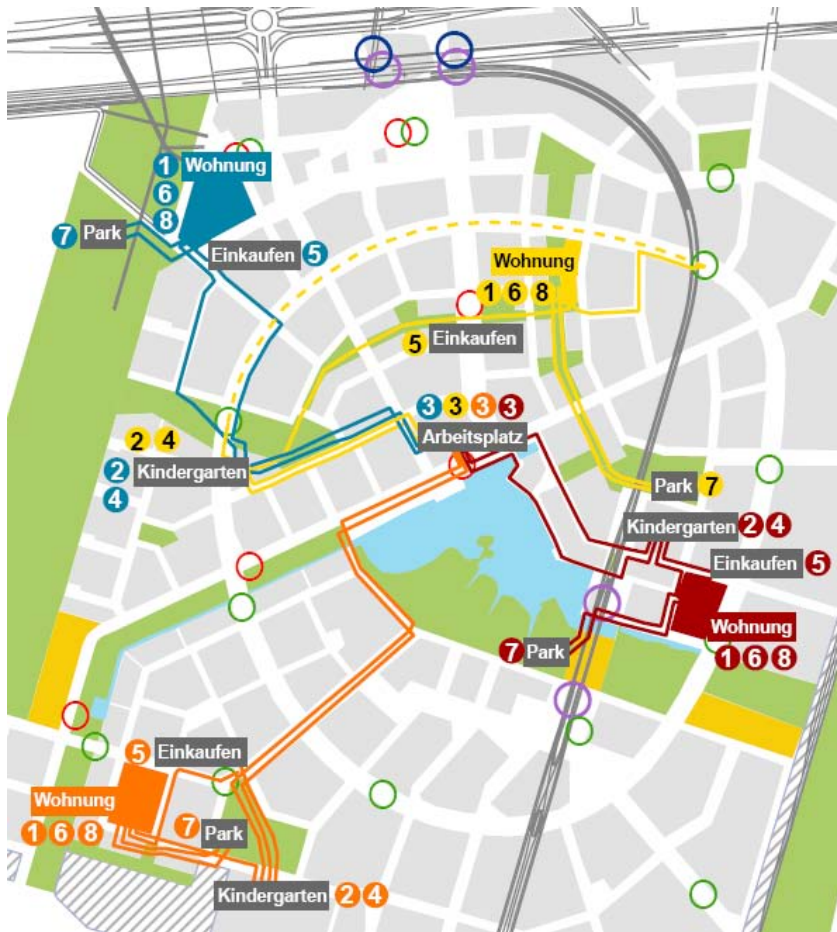 1 Wohnung
6
8
7 Park
Einkaufen 5
Wohnung
1 6 8
5 Einkaufen
3 3 3 3
Arbeitsplatz
2 4
2 Kindergarten
4
Park 7
Kindergarten 2 4
Einkaufen 5
Wohnung
1 6 8
7 Park
5 Einkaufen
Wohnung
1 6 8
7 Park
Kindergarten 2 4